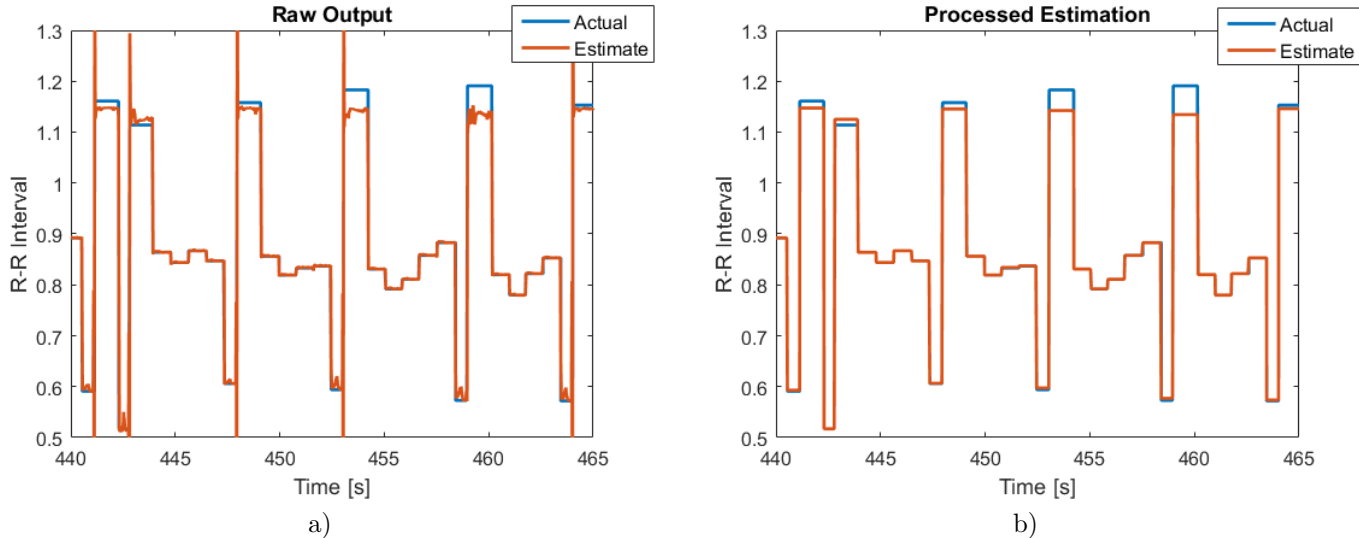 Raw Output
Actual
Estimate
1.3
1.2
1.1
1
0.9
0.8
0.7
0.6
0.5
R-R Interval
440
445
450
455
460
465
Time [s]
a)
Processed Estimation
Actual
Estimate
1.3
1.2
1.1
1
0.9
0.8
0.7
0.6
0.5
R-R Interval
440
445
450
455
460
465
Time [s]
b)